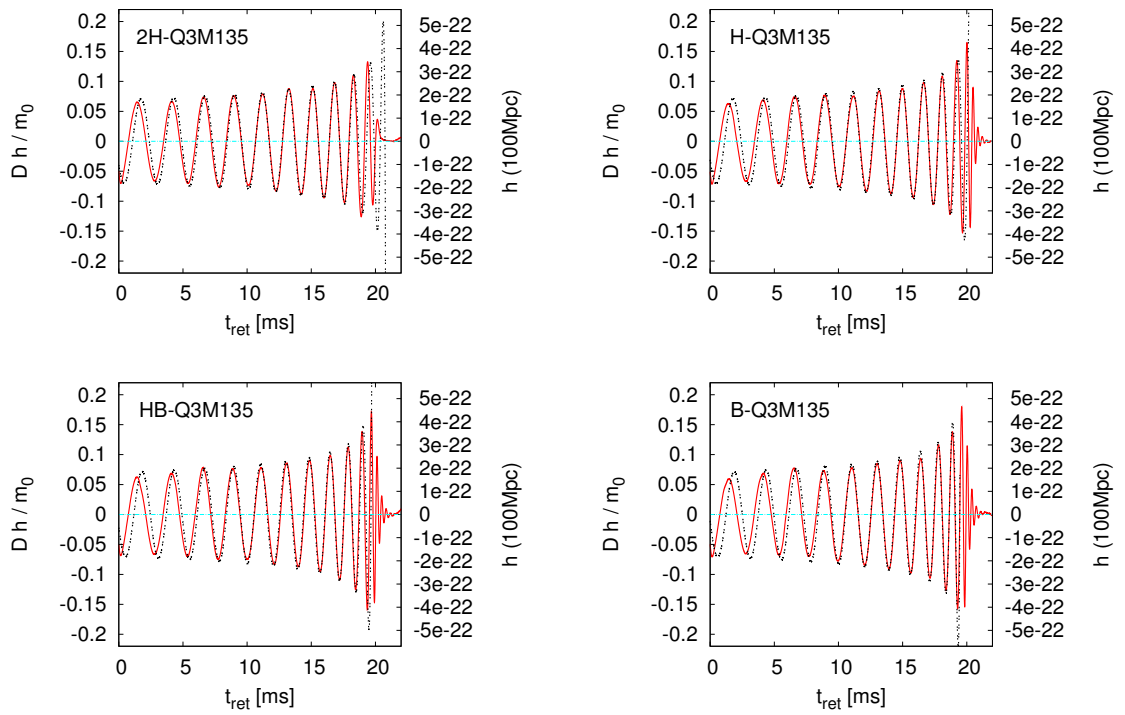 2H-Q3M135
D h / m0
0.2
0.15
0.1
0.05
0
-0.05
-0.1
-0.15
-0.2
5e-22
4e-22
3e-22
2e-22
1e-22
0
-1e-22
-2e-22
-3e-22
-4e-22
-5e-22
h (100Mpc)
0 5 10 15 20
tret [ms]
H-Q3M135
D h / m0
0.2
0.15
0.1
0.05
0
-0.05
-0.1
-0.15
-0.2
5e-22
4e-22
3e-22
2e-22
1e-22
0
-1e-22
-2e-22
-3e-22
-4e-22
-5e-22
h (100Mpc)
0 5 10 15 20
tret [ms]
HB-Q3M135
D h / m0
0.2
0.15
0.1
0.05
0
-0.05
-0.1
-0.15
-0.2
5e-22
4e-22
3e-22
2e-22
1e-22
0
-1e-22
-2e-22
-3e-22
-4e-22
-5e-22
h (100Mpc)
0 5 10 15 20
tret [ms]
B-Q3M135
D h / m0
0.2
0.15
0.1
0.05
0
-0.05
-0.1
-0.15
-0.2
5e-22
4e-22
3e-22
2e-22
1e-22
0
-1e-22
-2e-22
-3e-22
-4e-22
-5e-22
h (100Mpc)
0 5 10 15 20
tret [ms]